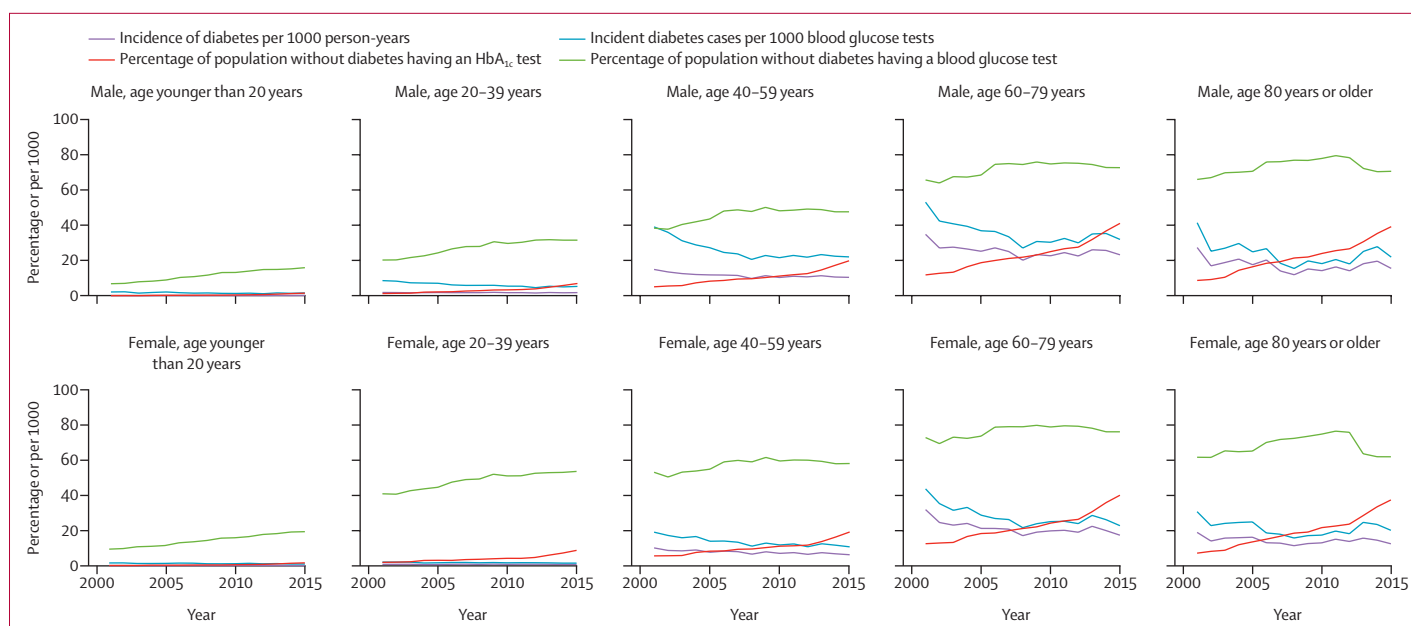 Incidence of diabetes per 1000 person-years
Incident diabetes cases per 1000 blood glucose tests
Percentage of population without diabetes having an HbA1c test
Percentage of population without diabetes having a blood glucose test
Male, age younger than 20 years
Male, age 20–39 years
Male, age 40–59 years
Male, age 60–79 years
Male, age 80 years or older
Percentage or per 1000
100
80
60
40
20
0
Female, age younger
than 20 years
Female, age 20–39 years
Female, age 40–59 years
Female, age 60–79 years
Female, age 80 years or older
Percentage or per 1000
100
80
60
40
20
0
2000 2005 2010 2015
2000 2005 2010 2015
2000 2005 2010 2015
2000 2005 2010 2015
2000 2005 2010 2015
Year
Year
Year
Year
Year